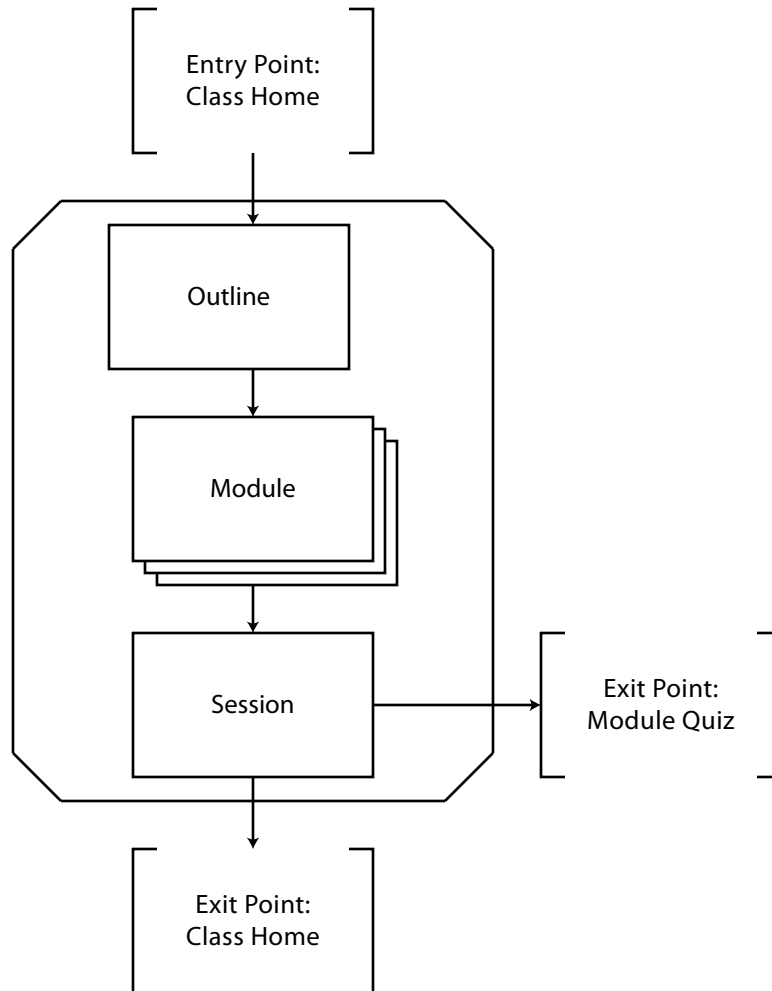 Entry Point:
Class Home
Outline
Module
Session
Exit Point:
Module Quiz
Exit Point:
Class Home